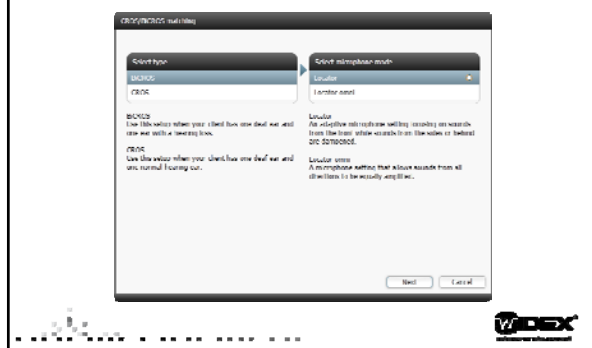 CROS/BICROS matching
Select type
BiCROS
CROS
Select microphone mode
Locator
Locator omni
BiCROS
Use this setup when your client has one deaf ear and
one ear with a hearing loss.
CROS
Use this setup when your client has one deaf ear and
one normal hearing ear.
Locator
An adaptive microphone setting focusing on sounds
from the front while sounds from the sides or behind
are dampened.
Locator omni
A microphone setting that allows sounds from all
directions to be equally amplified.
Next
Cancel
WIDEX